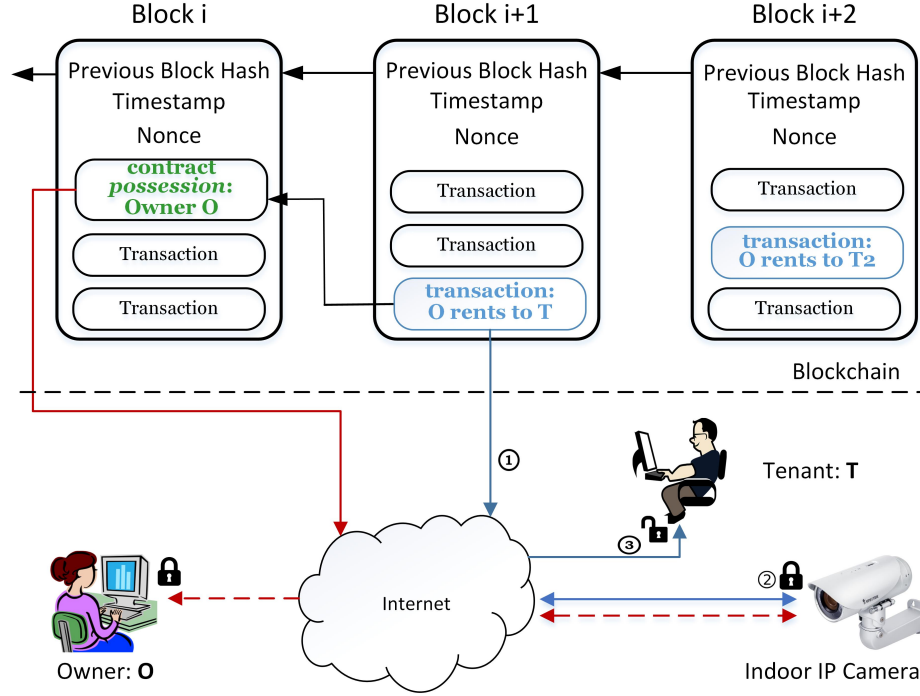 Block i
Block i+1
Block i+2
Previous Block Hash
Timestamp
Nonce
contract
possession:
Owner O
Transaction
Transaction
Previous Block Hash
Timestamp
Nonce
Transaction
Transaction
transaction:
O rents to T
Previous Block Hash
Timestamp
Nonce
Transaction
transaction:
O rents to T2
Transaction
Blockchain
①
Tenant: T
③
②
Internet
Owner: O
Indoor IP Camera